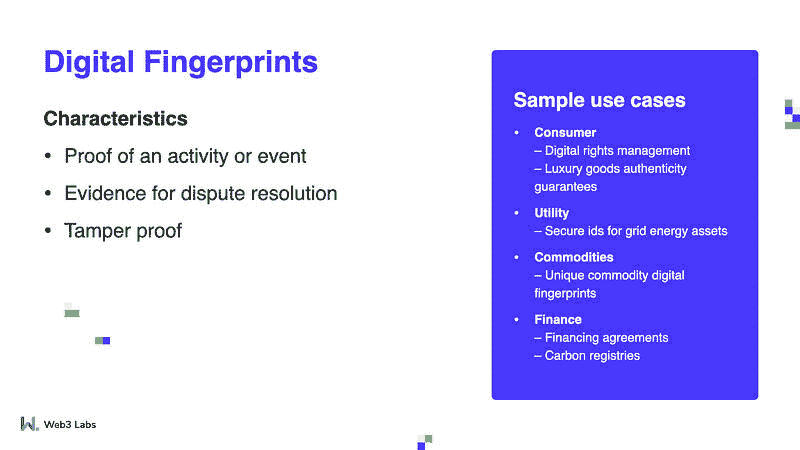 Digital Fingerprints
Characteristics
• Proof of an activity or event
• Evidence for dispute resolution
• Tamper proof
Sample use cases
• Consumer
– Digital rights management
– Luxury goods authenticity
guarantees
• Utility
– Secure ids for grid energy assets
• Commodities
– Unique commodity digital
fingerprints
• Finance
– Financing agreements
– Carbon registries
W. Web3 Labs